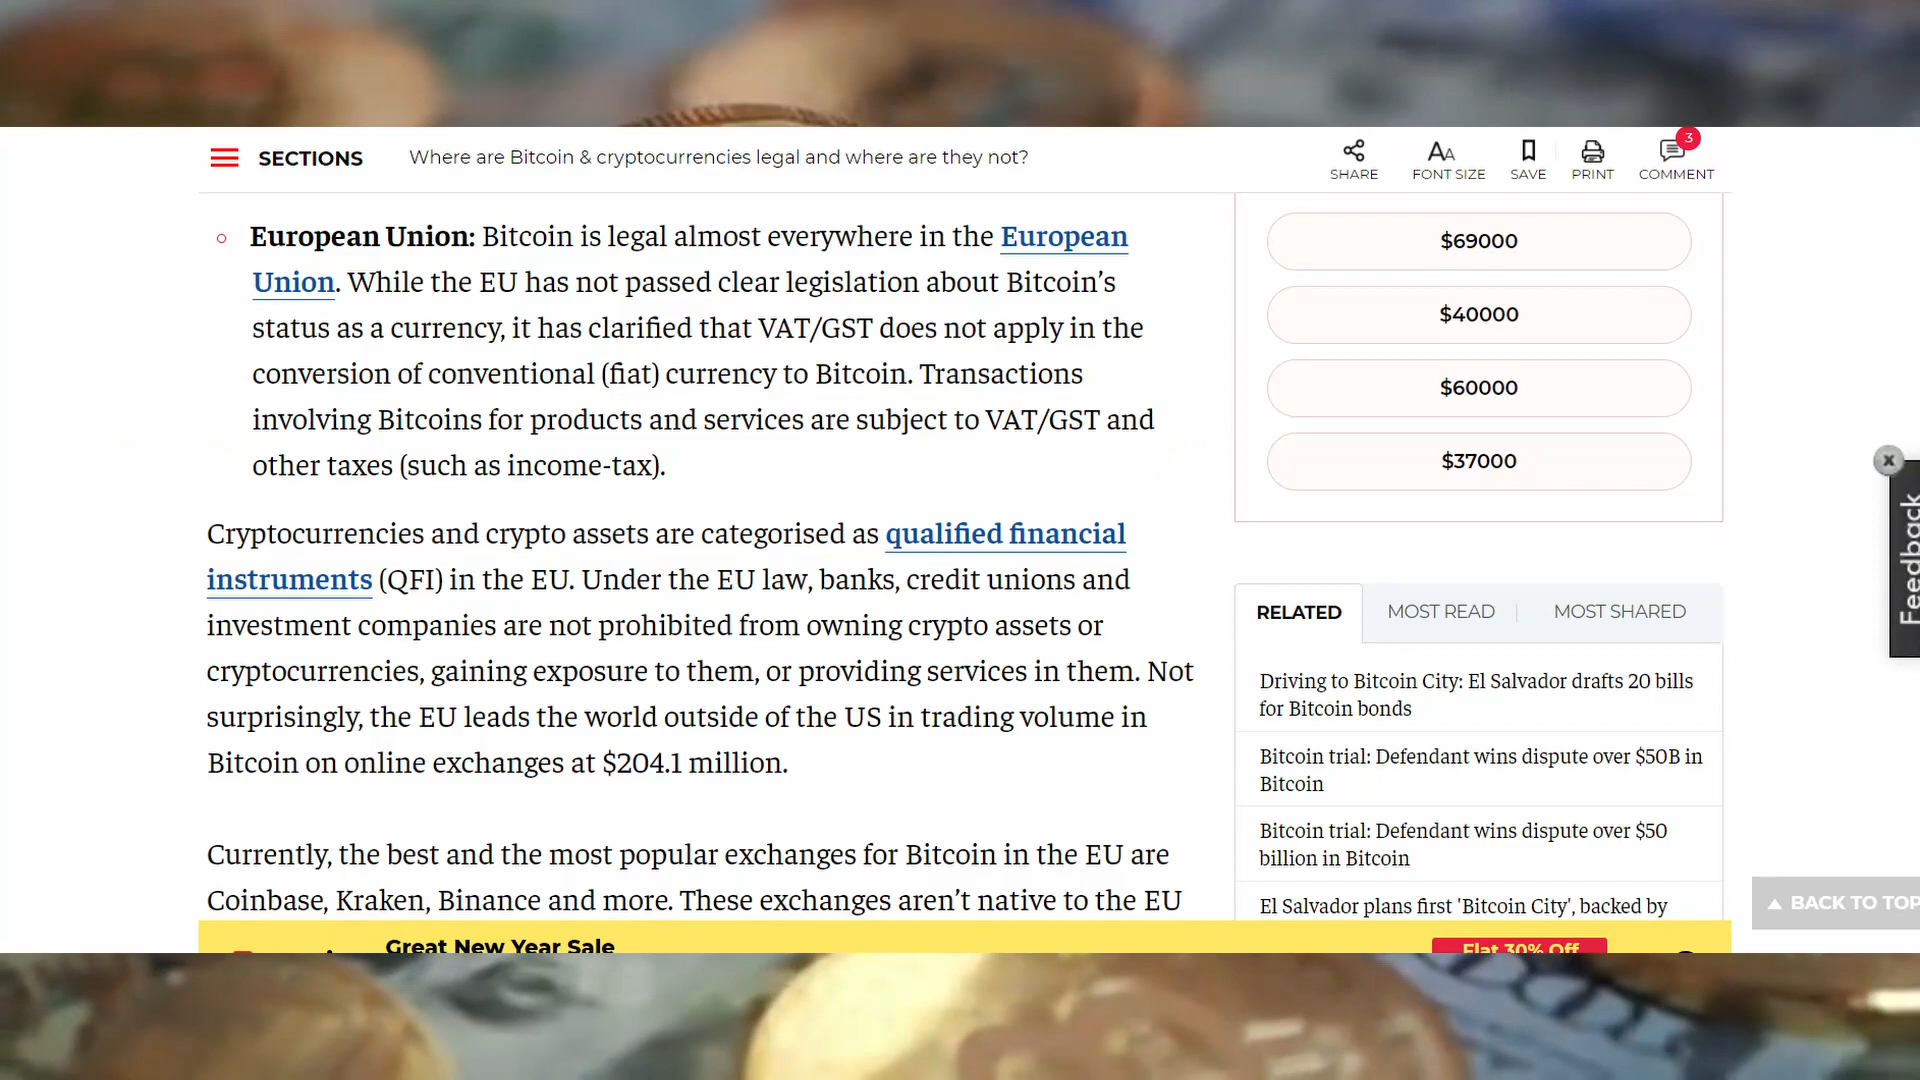 SECTIONS
Where are Bitcoin & cryptocurrencies legal and where are they not?
SHARE
FONT SIZE
SAVE
PRINT
3
COMMENT
European Union: Bitcoin is legal almost everywhere in the European
Union. While the EU has not passed clear legislation about Bitcoin’s
status as a currency, it has clarified that VAT/GST does not apply in the
conversion of conventional (fiat) currency to Bitcoin. Transactions
involving Bitcoins for products and services are subject to VAT/GST and
other taxes (such as income-tax).
Cryptocurrencies and crypto assets are categorised as qualified financial
instruments (QFI) in the EU. Under the EU law, banks, credit unions and
investment companies are not prohibited from owning crypto assets or
cryptocurrencies, gaining exposure to them, or providing services in them. Not
surprisingly, the EU leads the world outside of the US in trading volume in
Bitcoin on online exchanges at $204.1 million.
Currently, the best and the most popular exchanges for Bitcoin in the EU are
Coinbase, Kraken, Binance and more. These exchanges aren’t native to the EU
$69000
$40000
$60000
$37000
RELATED
MOST READ
MOST SHARED
Driving to Bitcoin City: El Salvador drafts 20 bills
for Bitcoin bonds
Bitcoin trial: Defendant wins dispute over $50B in
Bitcoin
Bitcoin trial: Defendant wins dispute over $50
billion in Bitcoin
El Salvador plans first 'Bitcoin City', backed by
x
Feedback
BACK TO TOP
Great New Year Sale
Flat 30% Off